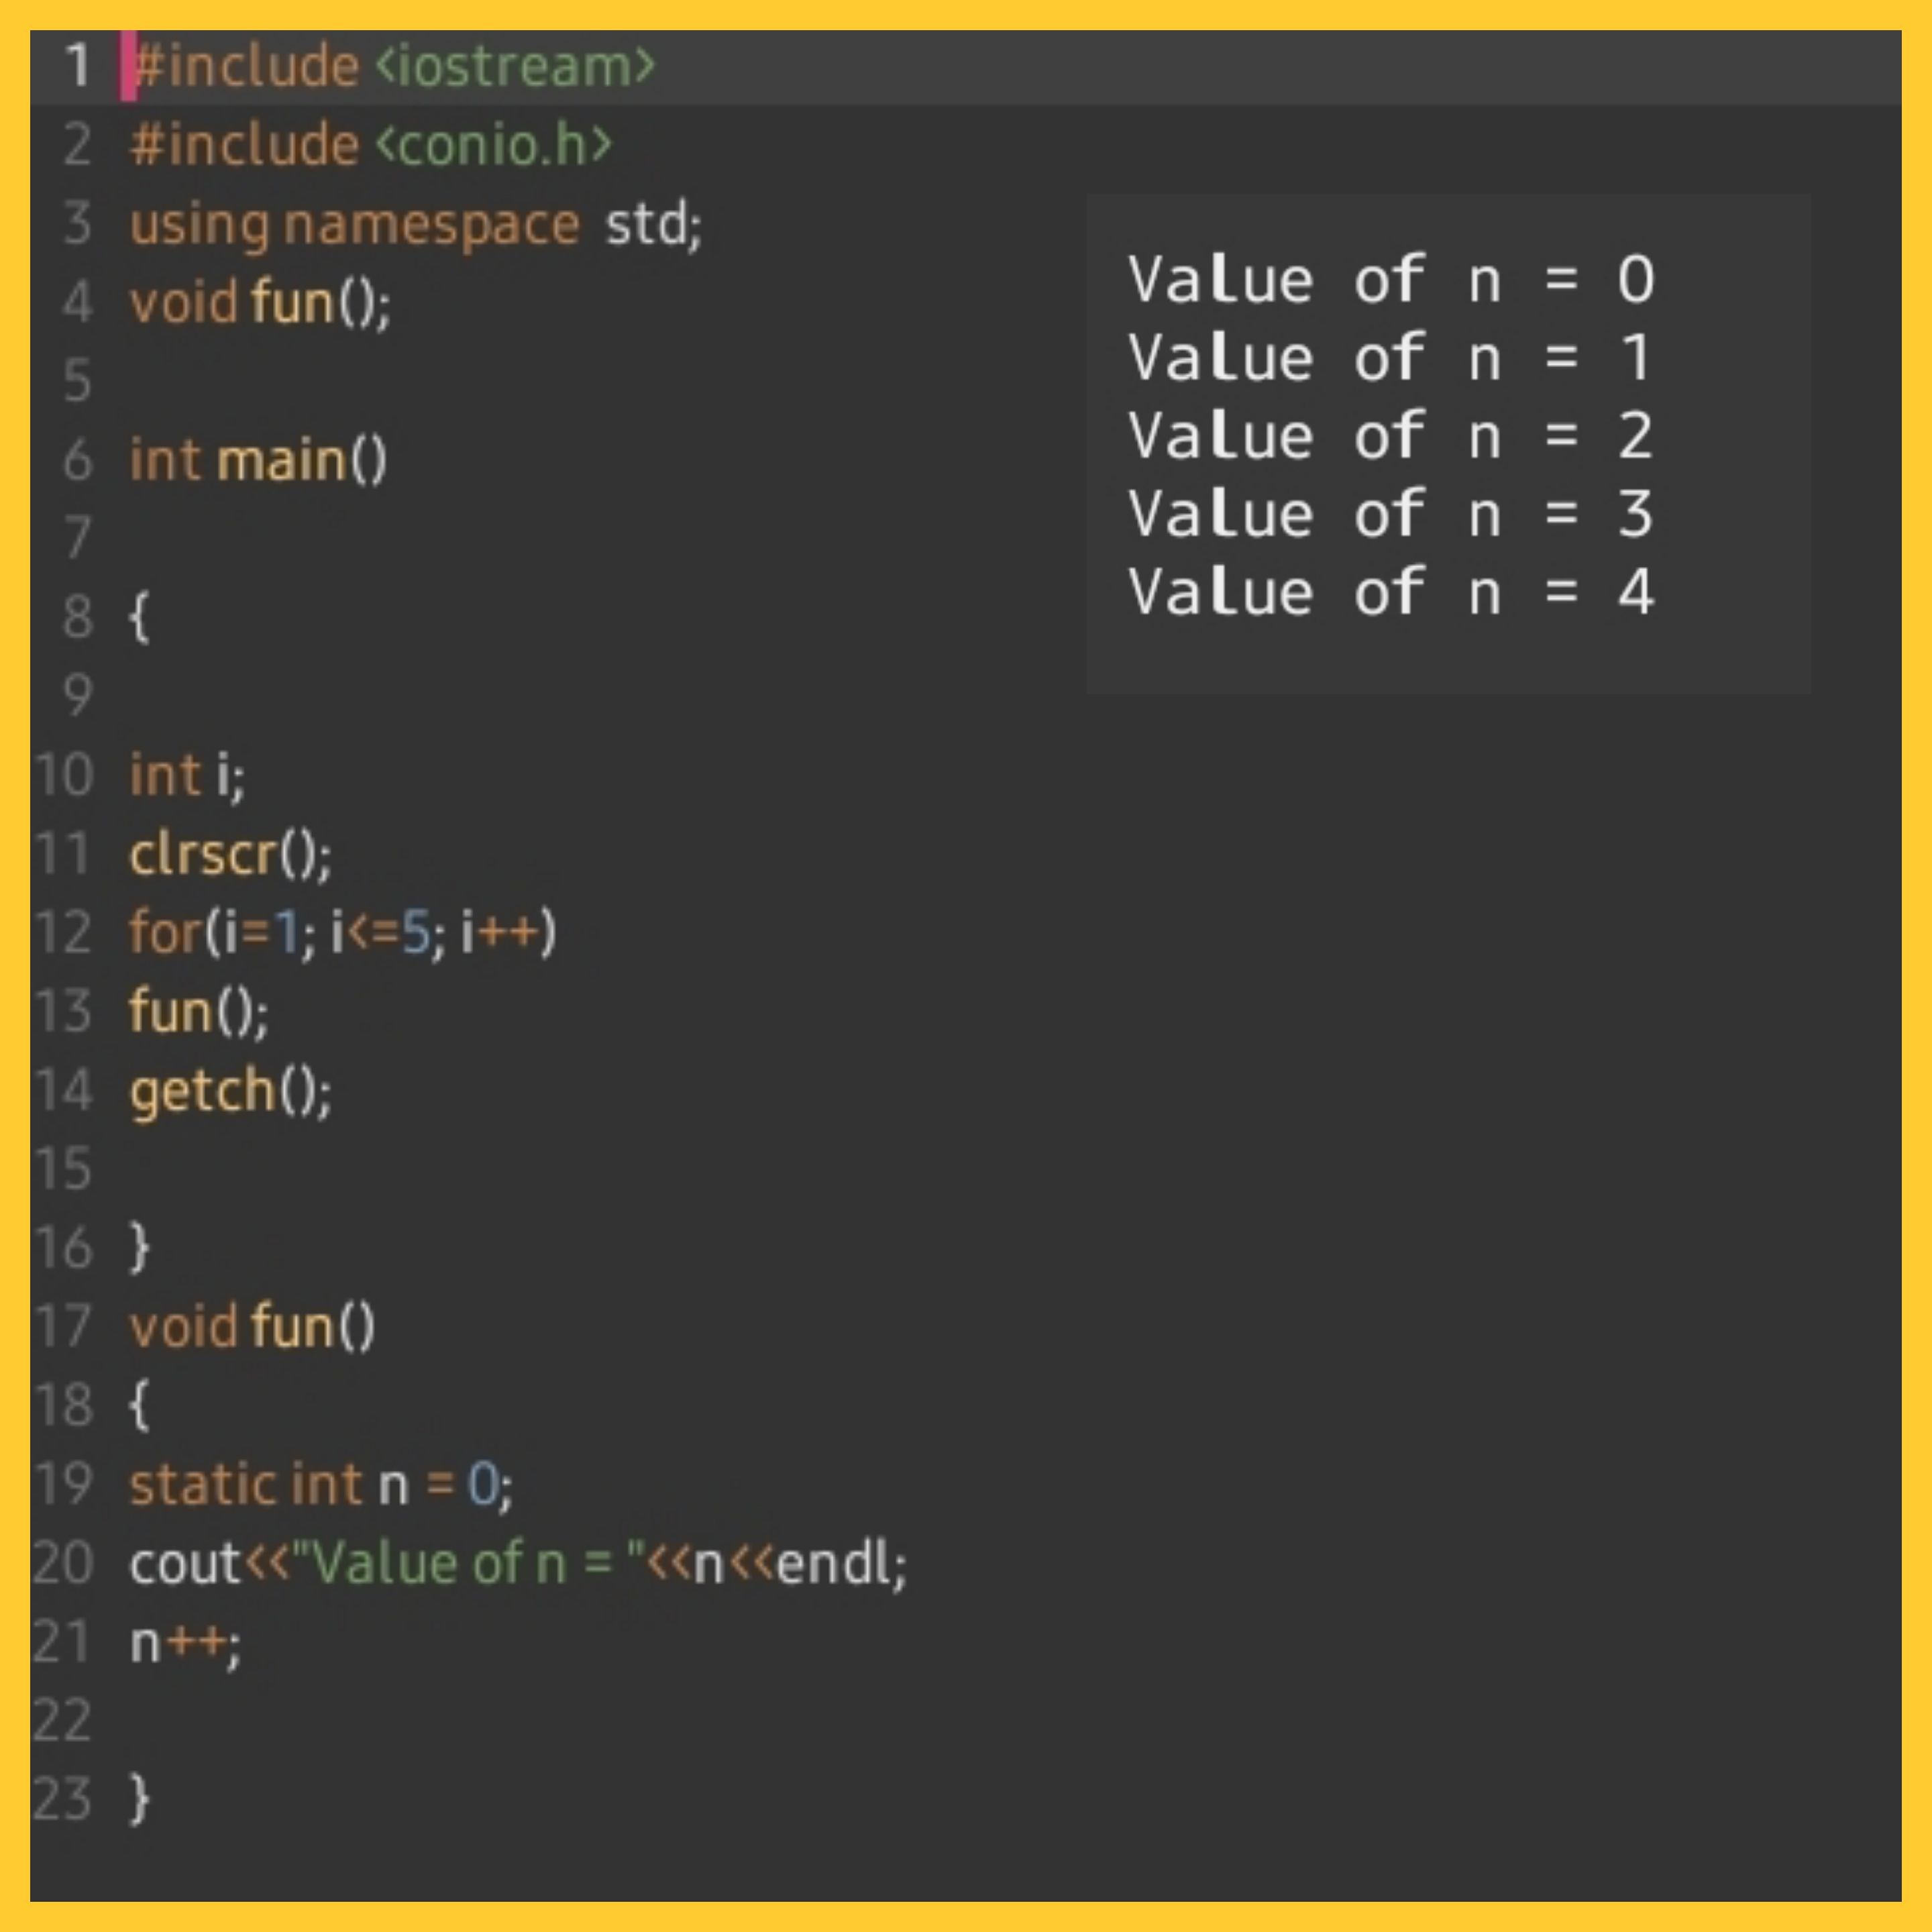 1 #include <iostream>
2 #include <conio.h>
3 using namespace  std;
4 void fun();
5
6 int main()
7
8 {
9
10 int i;
11 clrscr();
12 for(i=1; i<=5; i++)
13 fun();
14 getch();
15
16 }
17 void fun()
18 {
19 static int n = 0;
20 cout<<"Value of n = "<<n<<endl;
21 n++;
22
23 }
Value of n = 0
Value of n = 1
Value of n = 2
Value of n = 3
Value of n = 4